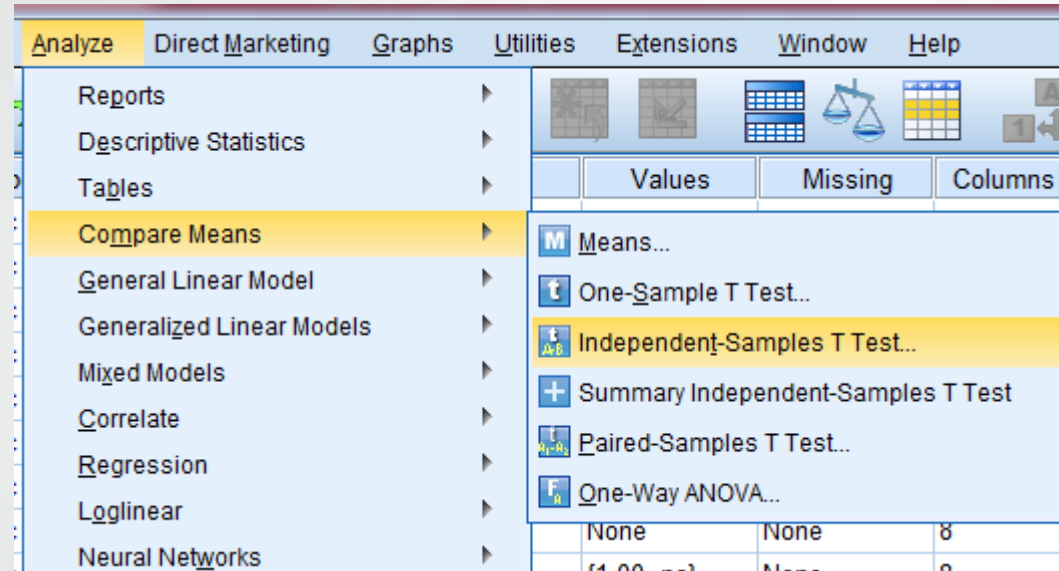 Analyze Direct Marketing Graphs Utilities Extensions Window Help
Reports
Descriptive Statistics
Tables
Compare Means
General Linear Model
Generalized Linear Models
Mixed Models
Correlate
Regression
Loglinear
Neural Networks
Values Missing Columns
Means...
One-Sample T Test...
Independent-Samples T Test...
Summary Independent-Samples T Test
Paired-Samples T Test...
One-Way ANOVA...
None None 8